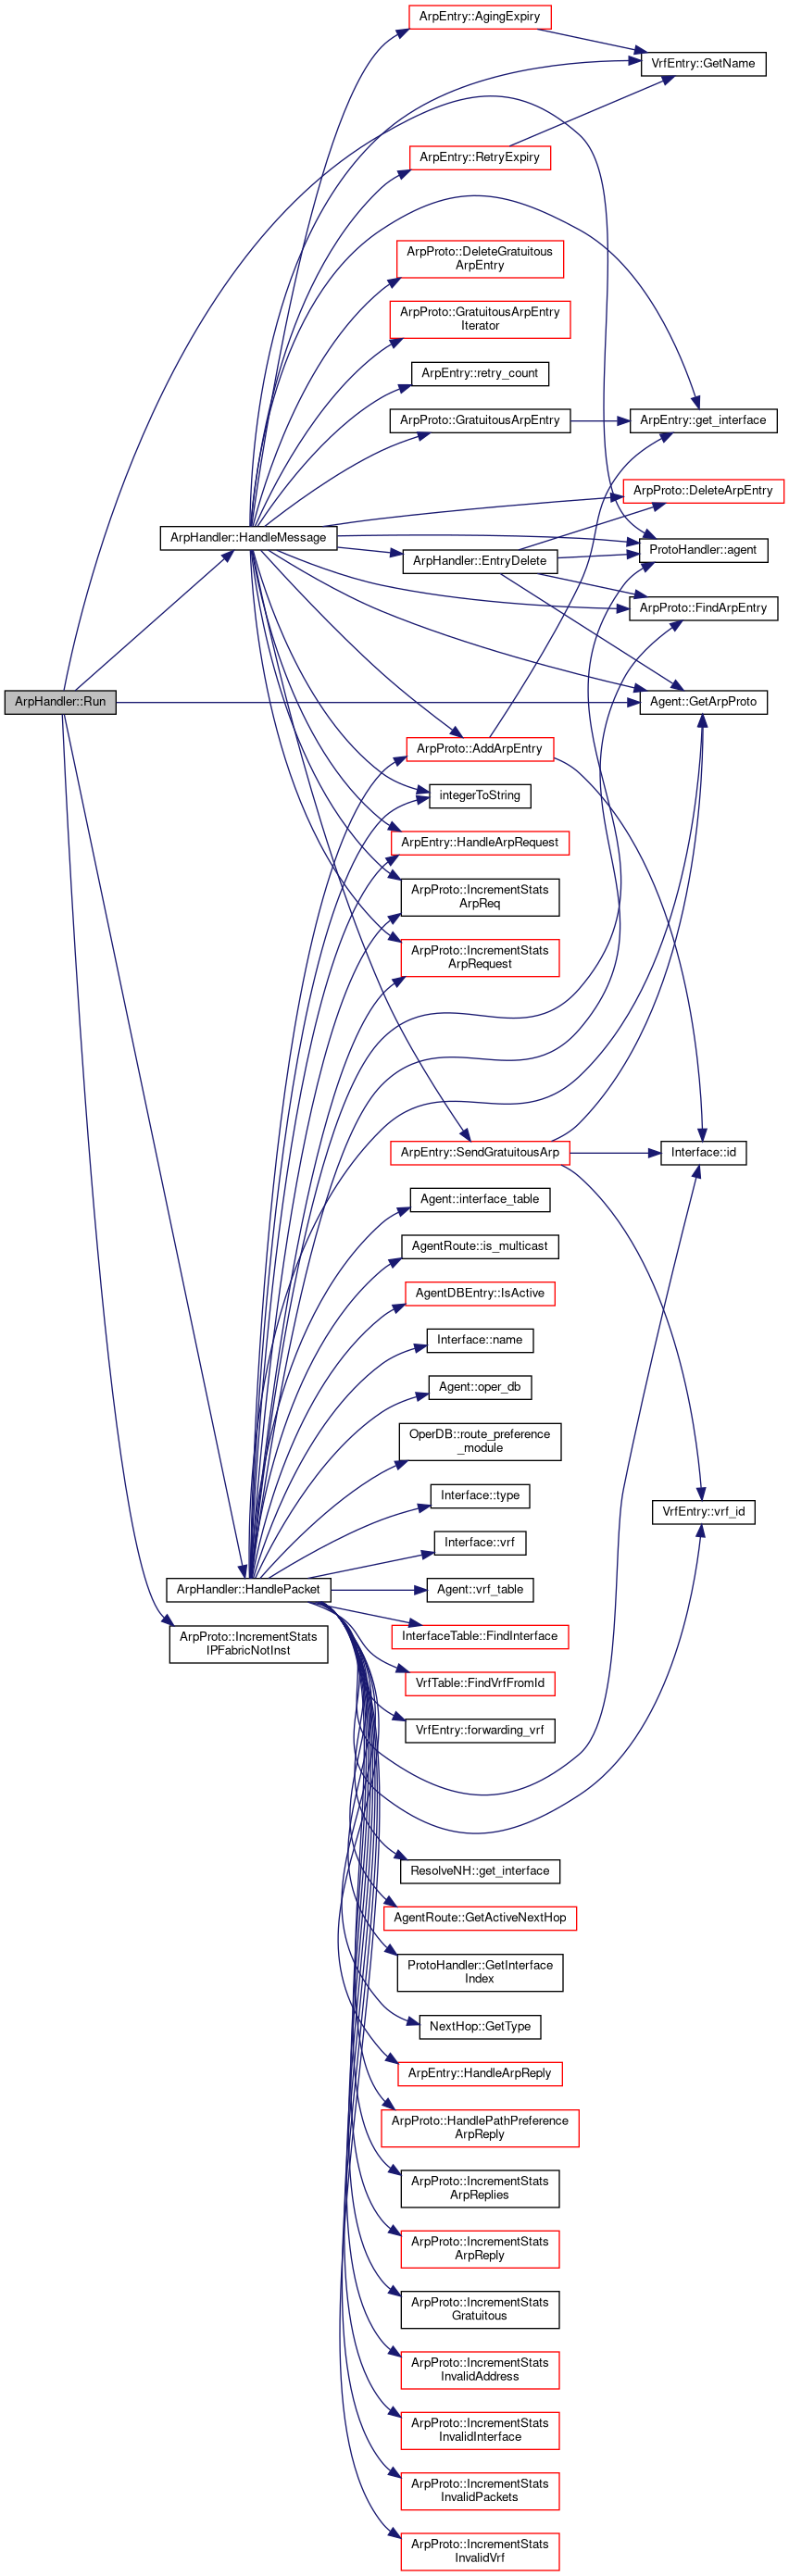 ArpEntry::AgingExpiry
VrfEntry::GetName
ArpEntry::RetryExpiry
ArpProto::DeleteGratuitous
ArpEntry
ArpProto::GratuitousArpEntry
Iterator
ArpEntry::retry_count
ArpProto::GratuitousArpEntry
ArpEntry::get_interface
ArpProto::DeleteArpEntry
ArpHandler::HandleMessage
ProtoHandler::agent
ArpHandler::EntryDelete
ArpProto::FindArpEntry
ArpHandler::Run
Agent::GetArpProto
ArpProto::AddArpEntry
integerToString
ArpEntry::HandleArpRequest
ArpProto::IncrementStats
ArpReq
ArpProto::IncrementStats
ArpRequest
ArpEntry::SendGratuitousArp
Interface::id
Agent::interface_table
AgentRoute::is_multicast
AgentDBEntry::IsActive
Interface::name
Agent::oper_db
OperDB::route_preference
_module
Interface::type
VrfEntry::vrf_id
Interface::vrf
ArpHandler::HandlePacket
Agent::vrf_table
ArpProto::IncrementStats
IPFabricNotInst
InterfaceTable::FindInterface
VrfTable::FindVrfFromId
VrfEntry::forwarding_vrf
ResolveNH::get_interface
AgentRoute::GetActiveNextHop
ProtoHandler::GetInterface
Index
NextHop::GetType
ArpEntry::HandleArpReply
ArpProto::HandlePathPreference
ArpReply
ArpProto::IncrementStats
ArpReplies
ArpProto::IncrementStats
ArpReply
ArpProto::IncrementStats
Gratuitous
ArpProto::IncrementStats
InvalidAddress
ArpProto::IncrementStats
InvalidInterface
ArpProto::IncrementStats
InvalidPackets
ArpProto::IncrementStats
InvalidVrf